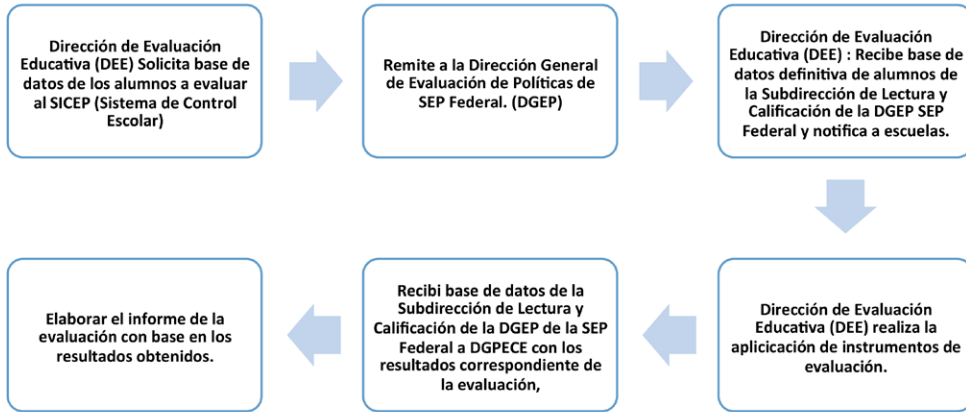 Dirección de Evaluación
Educativa (DEE) Solicita base de
datos de los alumnos a evaluar
al SICEP (Sistema de Control
Escolar)
Remite a la Dirección General
de Evaluación de Políticas de
SEP Federal. (DGEP)
Dirección de Evaluación
Educativa (DEE) : Recibe base de
datos definitiva de alumnos de
la Subdirección de Lectura y
Calificación de la DGEP SEP
Federal y notifica a escuelas.
Dirección de Evaluación
Educativa (DEE) realiza la
aplicicación de instrumentos de
evaluación.
Recibi base de datos de la
Subdirección de Lectura y
Calificación de la DGEP de la SEP
Federal a DGPECE con los
resultados correspondiente de
la evaluación,
Elaborar el informe de la
evaluación con base en los
resultados obtenidos.